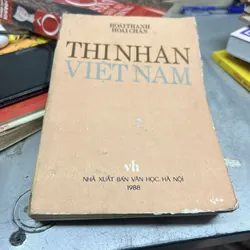 HOÀI THANH
HOÀI CHÂN
THI NHÂN
VIỆT NAM
vh
NHÀ XUẤT BẢN VĂN HỌC HÀ NỘI
1988